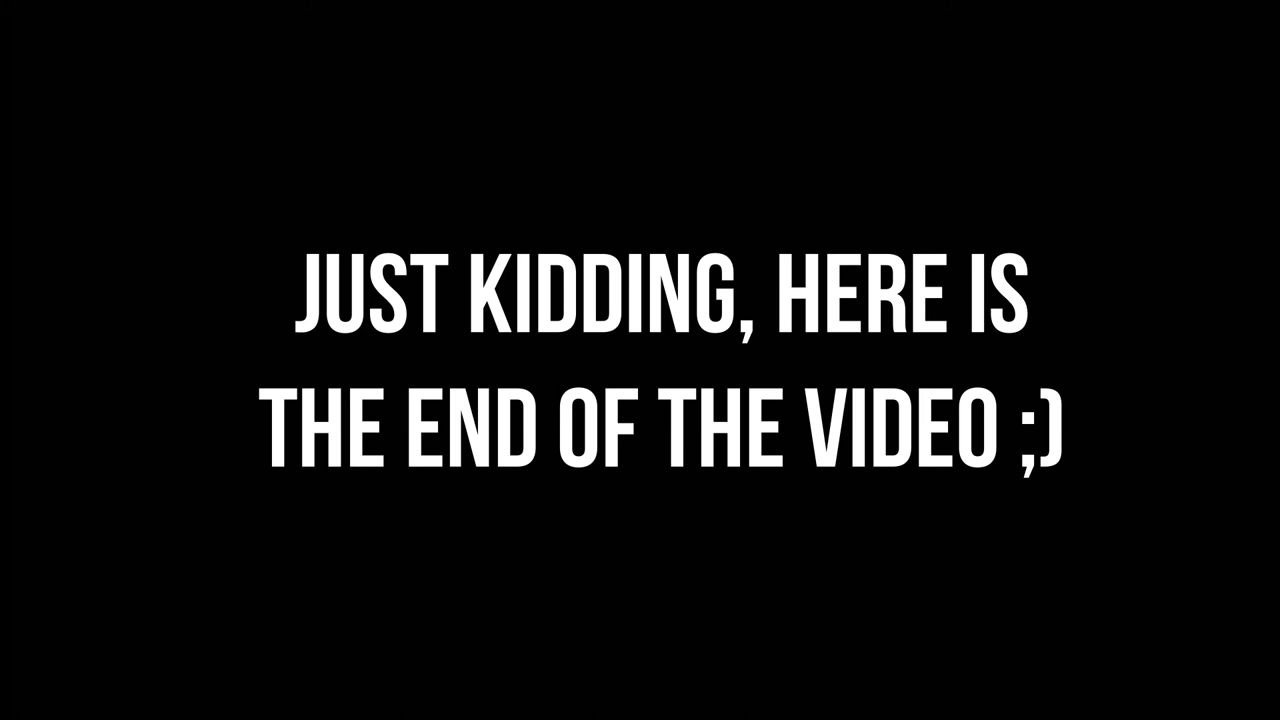 JUST KIDDING, HERE IS
THE END OF THE VIDEO ;)